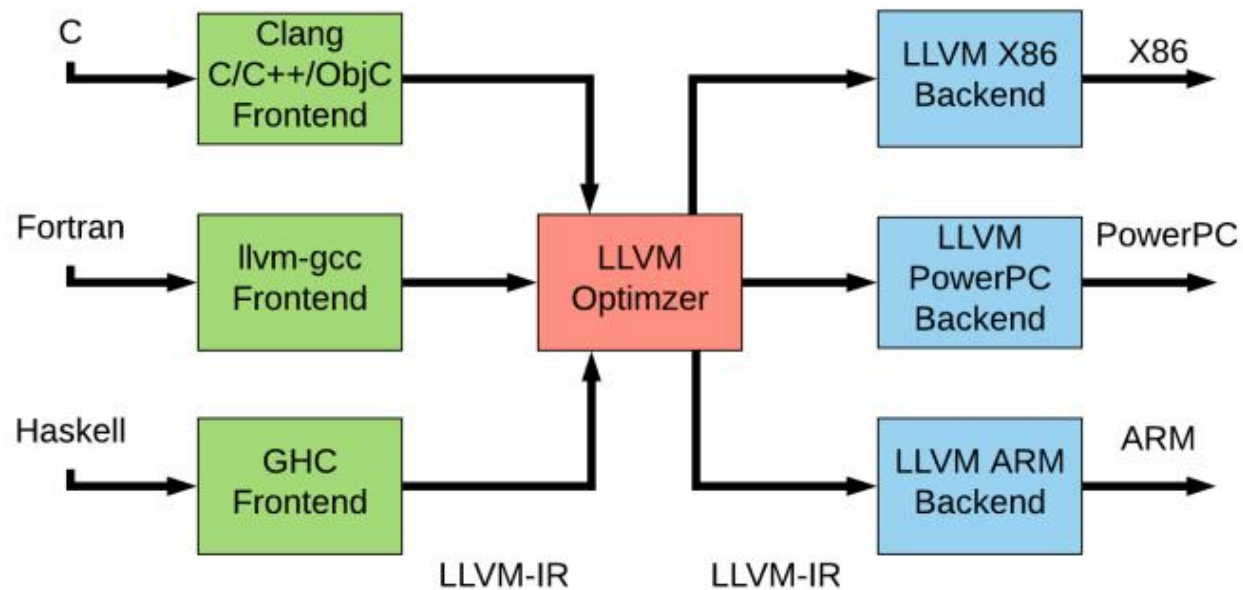 C
Clang
C/C++/ObjC
Frontend
LLVM X86
Backend
X86
Fortran
llvm-gcc
Frontend
LLVM
Optimzer
LLVM
PowerPC
Backend
PowerPC
Haskell
GHC
Frontend
LLVM ARM
Backend
ARM
LLVM-IR
LLVM-IR